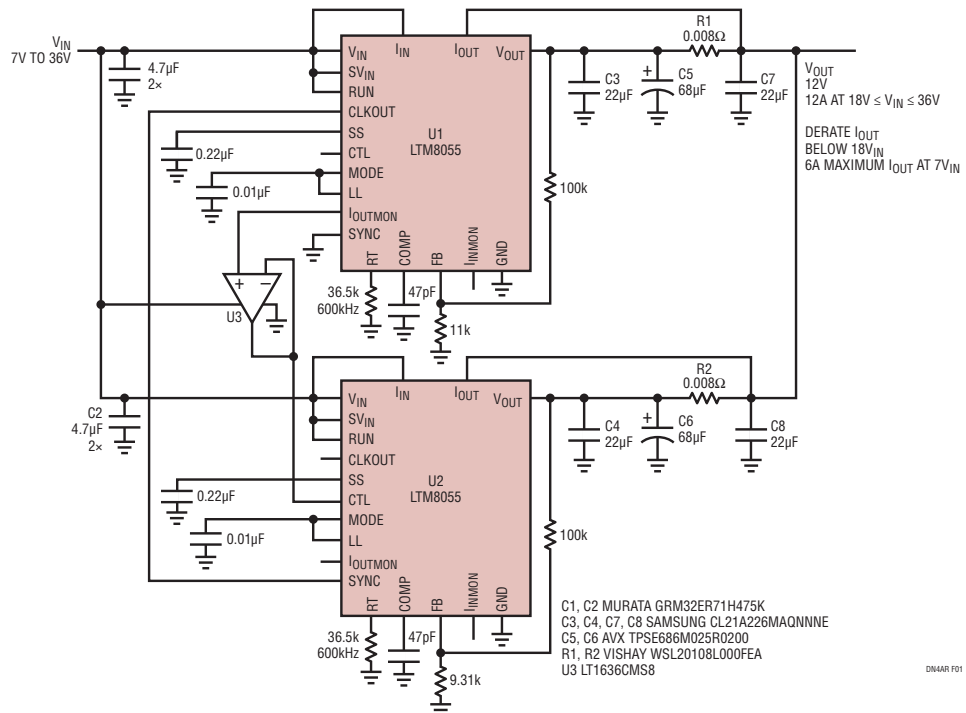 VIN
7V TO 36V
4.7µF
2×
0.22µF
0.01µF
VIN
SVIN
RUN
CLKOUT
SS
CTL
MODE
LL
IOUTMON
SYNC
IIN
IOUT
VOUT
U1
LTM8055
RT
COMP
FB
IINMON
GND
36.5k
600kHz
47pF
11k
100k
C3
22µF
+
C5
68µF
R1
0.008Ω
C7
22µF
VOUT
12V
12A AT 18V ≤ VIN ≤ 36V
DERATE IOUT
BELOW 18VIN
6A MAXIMUM IOUT AT 7VIN
+
–
U3
C2
4.7µF
2×
0.22µF
0.01µF
VIN
SVIN
RUN
CLKOUT
SS
CTL
MODE
LL
IOUTMON
SYNC
IIN
IOUT
VOUT
U2
LTM8055
RT
COMP
FB
IINMON
GND
36.5k
600kHz
47pF
9.31k
100k
C4
22µF
+
C6
68µF
R2
0.008Ω
C8
22µF
C1, C2 MURATA GRM32ER71H475K
C3, C4, C7, C8 SAMSUNG CL21A226MAQNNNE
C5, C6 AVX TPSE686M025R0200
R1, R2 VISHAY WSL20108L000FEA
U3 LT1636CMS8
DN4AR F01